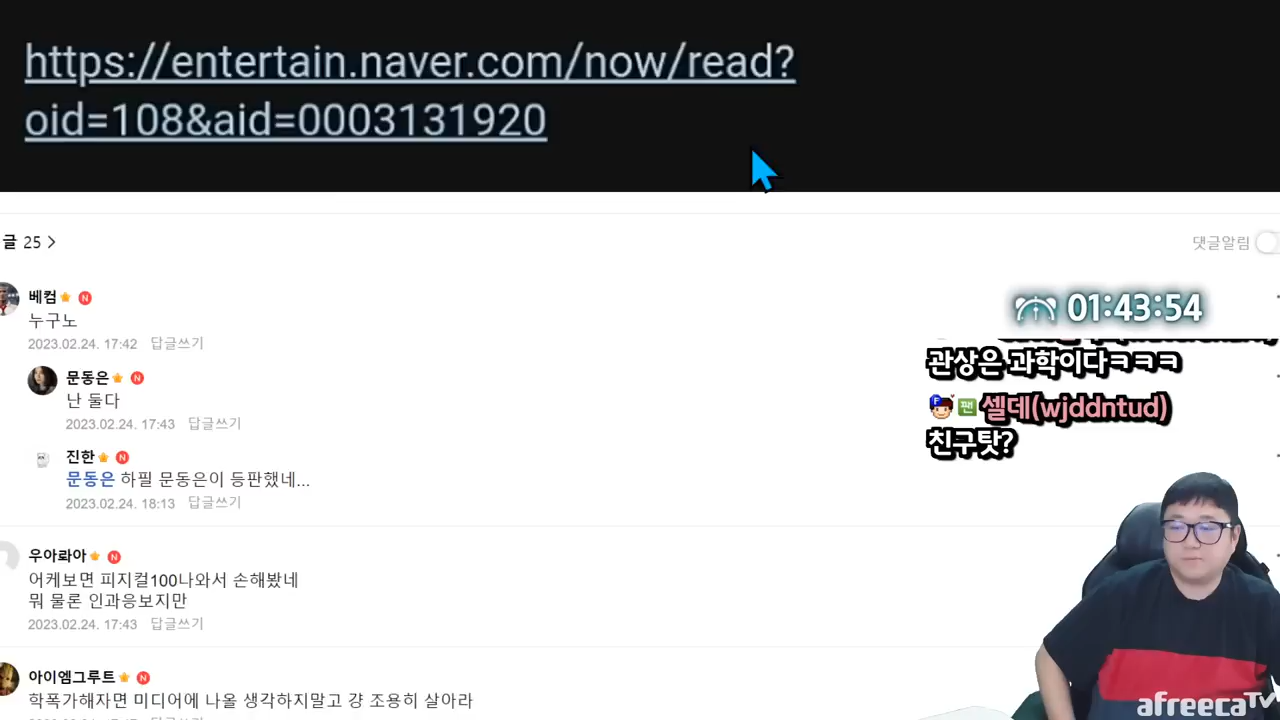 https://entertain.naver.com/now/read?
oid=108&aid=0003131920
글 25
댓글알림
베컴 N
누구노
2023.02.24. 17:42 답글쓰기
01:43:54
관상은 과학이다ㅋㅋㅋ
F 팬 셀데(wjddntud)
친구탓?
문동은 N
난 둘다
2023.02.24. 17:43 답글쓰기
진한 N
문동은 하필 문동은이 등판했네...
2023.02.24. 18:13 답글쓰기
우아롸아 N
어케보면 피지컬100나와서 손해봤네
뭐 물론 인과응보지만
2023.02.24. 17:43 답글쓰기
아이엠그루트 N
학폭가해자면 미디어에 나올 생각하지말고 걍 조용히 살아라
afreecaTV